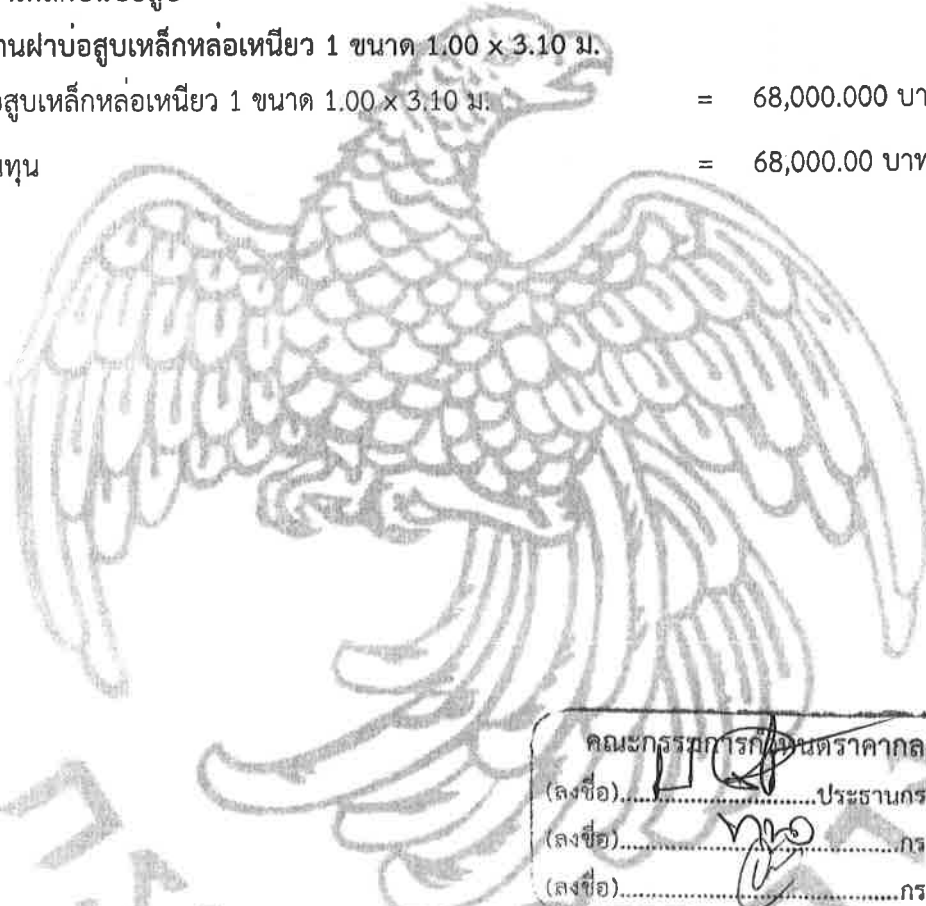 านฝาบ่อสูบเหล็กหล่อเหนียว 1 ขนาด 1.00 x 3.10 ม.
อสูบเหล็กหล่อเหนียว 1 ขนาด 1.00 x 3.10 ม. = 68,000.000 บา
นทุน = 68,000.00 บาท
คณะกรรมการกำหนดราคากล
(ลงชื่อ)....................ประธานกร
(ลงชื่อ)....................กร
(ลงชื่อ)....................กร